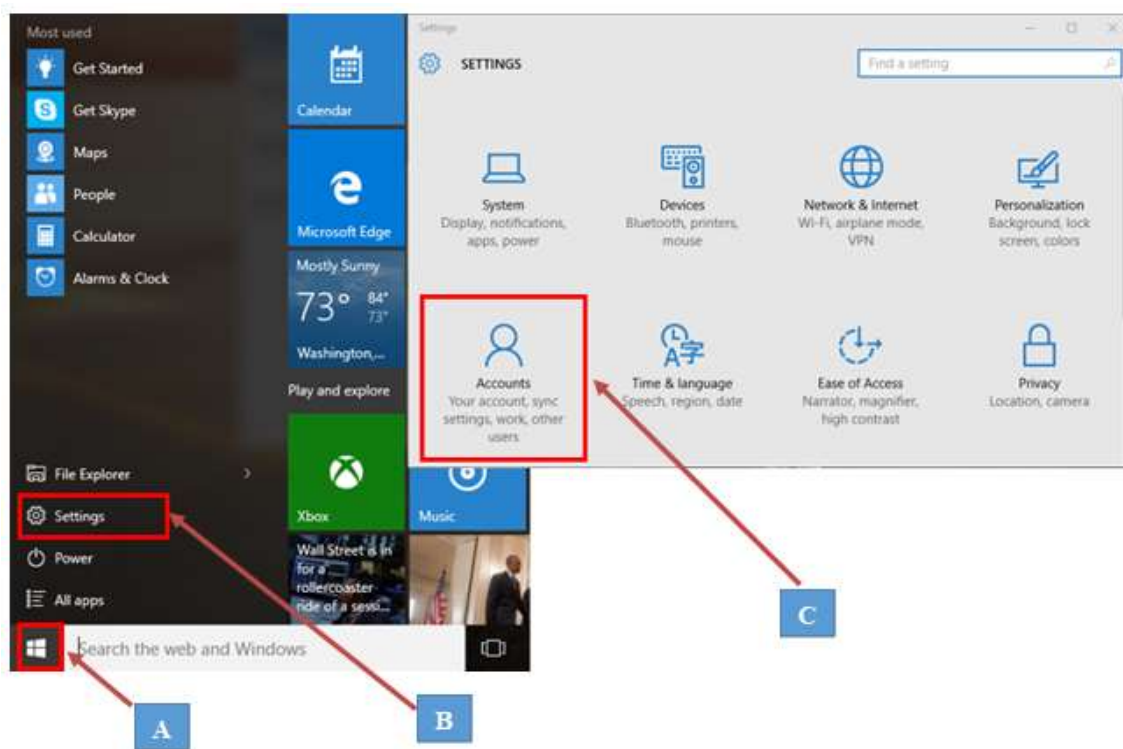 Most used
Get Started
Get Skype
Maps
People
Calculator
Alarms & Clock
File Explorer
Settings
Power
All apps
Search the web and Windows
Calendar
Microsoft Edge
Mostly Sunny
73° 84°
73°
Washington,...
Play and explore
Xbox
Music
Wall Street is in
for a
rollercoaster
ride of a sessi...
Settings
SETTINGS
Find a setting
System
Display, notifications,
apps, power
Devices
Bluetooth, printers,
mouse
Network & Internet
Wi-Fi, airplane mode,
VPN
Personalization
Background, lock
screen, colors
Accounts
Your account, sync
settings, work, other
users
Time & language
Speech, region, date
Ease of Access
Narrator, magnifier,
high contrast
Privacy
Location, camera
A
B
C